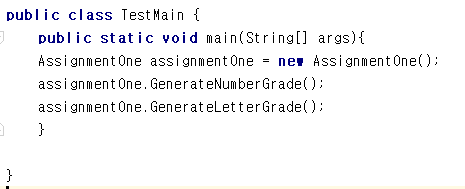 public class TestMain {
    public static void main(String[] args){
    AssignmentOne assignmentOne = new AssignmentOne();
    assignmentOne.GenerateNumberGrade();
    assignmentOne.GenerateLetterGrade();
    }

}